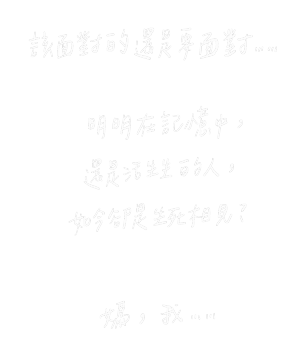 該面對的還是要面對……
明明在記憶中，
還是活生生的人，
如今卻是生死相見？
媽，我……